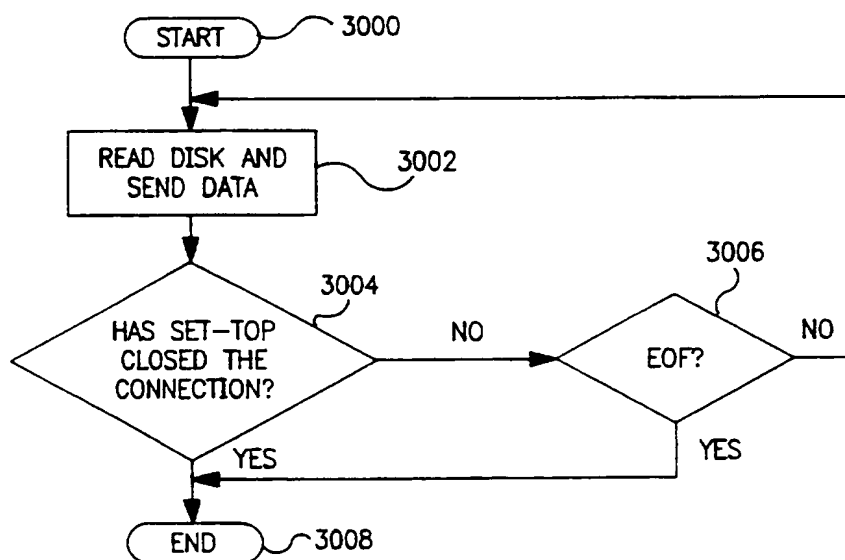 START
3000
READ DISK AND
SEND DATA
3002
HAS SET-TOP
CLOSED THE
CONNECTION?
3004
NO
EOF?
3006
NO
YES
YES
END
3008